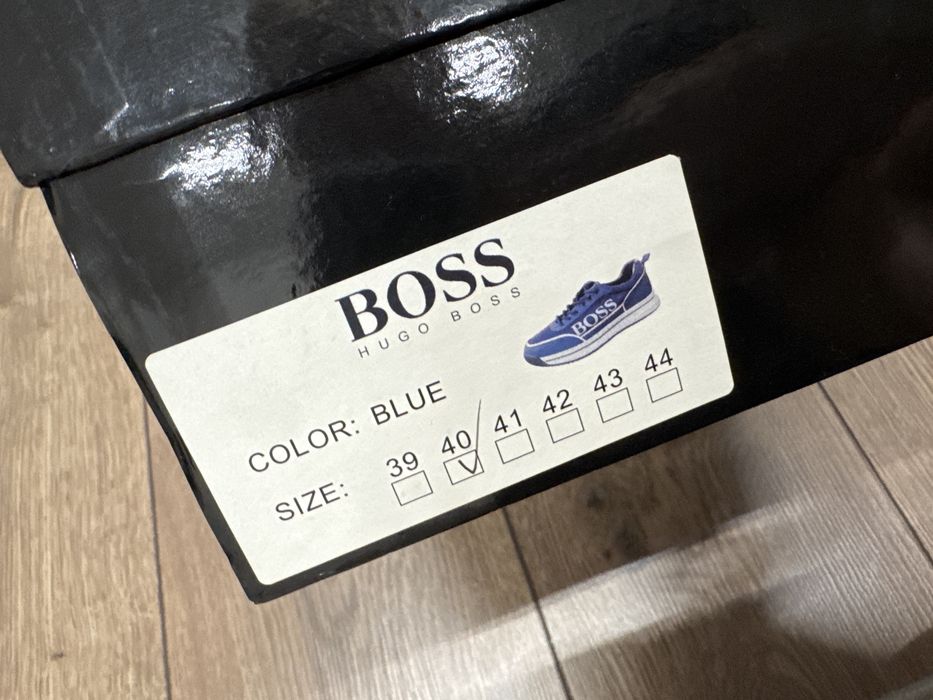 BOSS
HUGO BOSS
BOSS
COLOR: BLUE
SIZE: 39 40 41 42 43 44